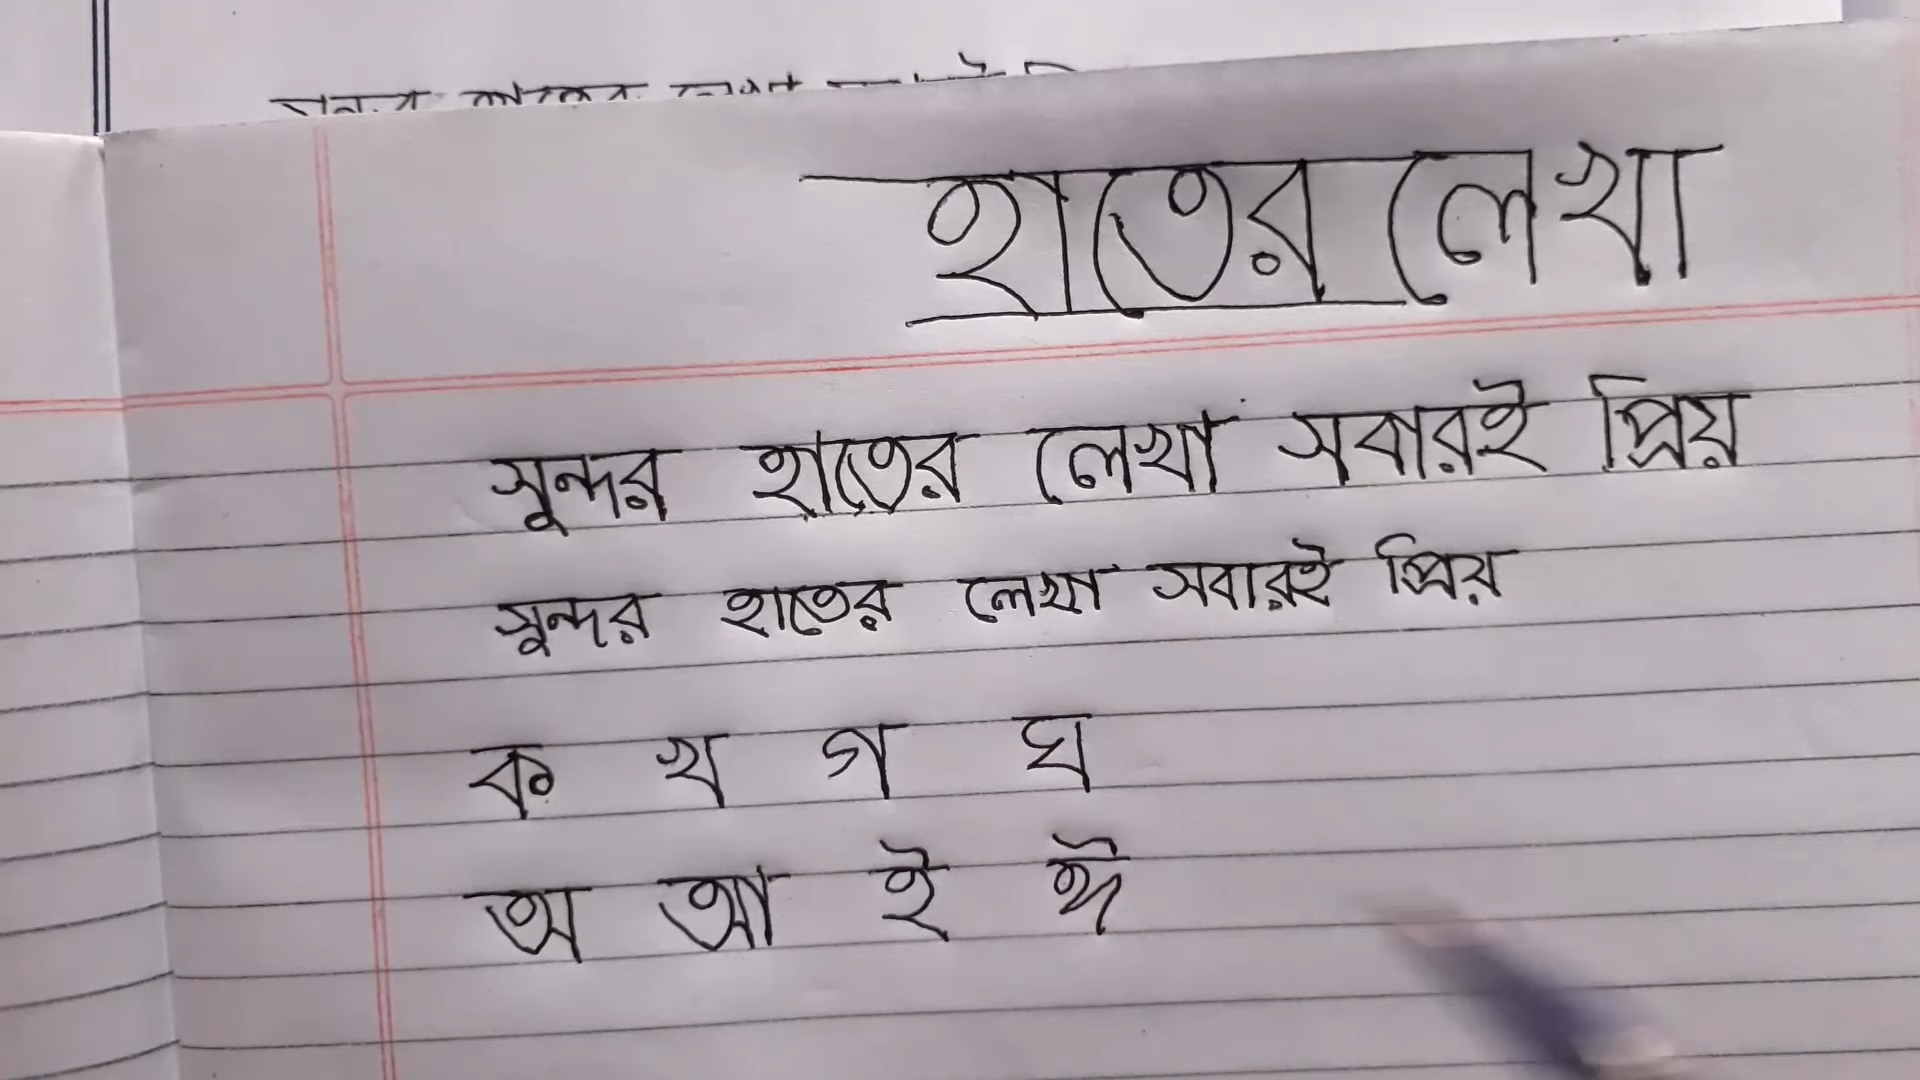 হাতের লেখা
সুন্দর হাতের লেখা সবারই প্রিয়
সুন্দর হাতের লেখা সবারই প্রিয়
ক খ গ ঘ
অ আ ই ঈ